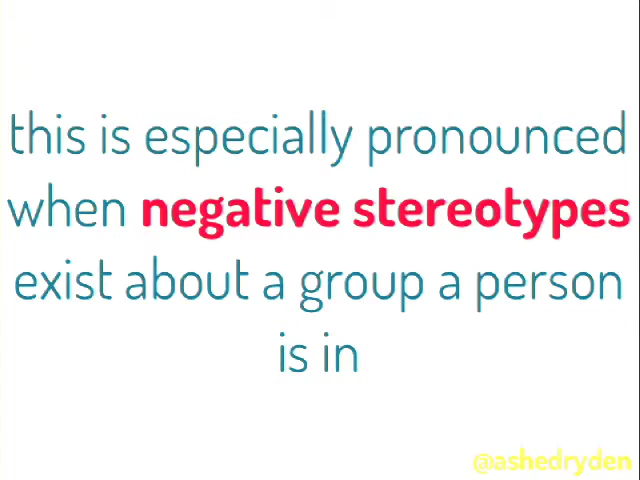 this is especially pronounced
when negative stereotypes
exist about a group a person
is in
@ashedryden